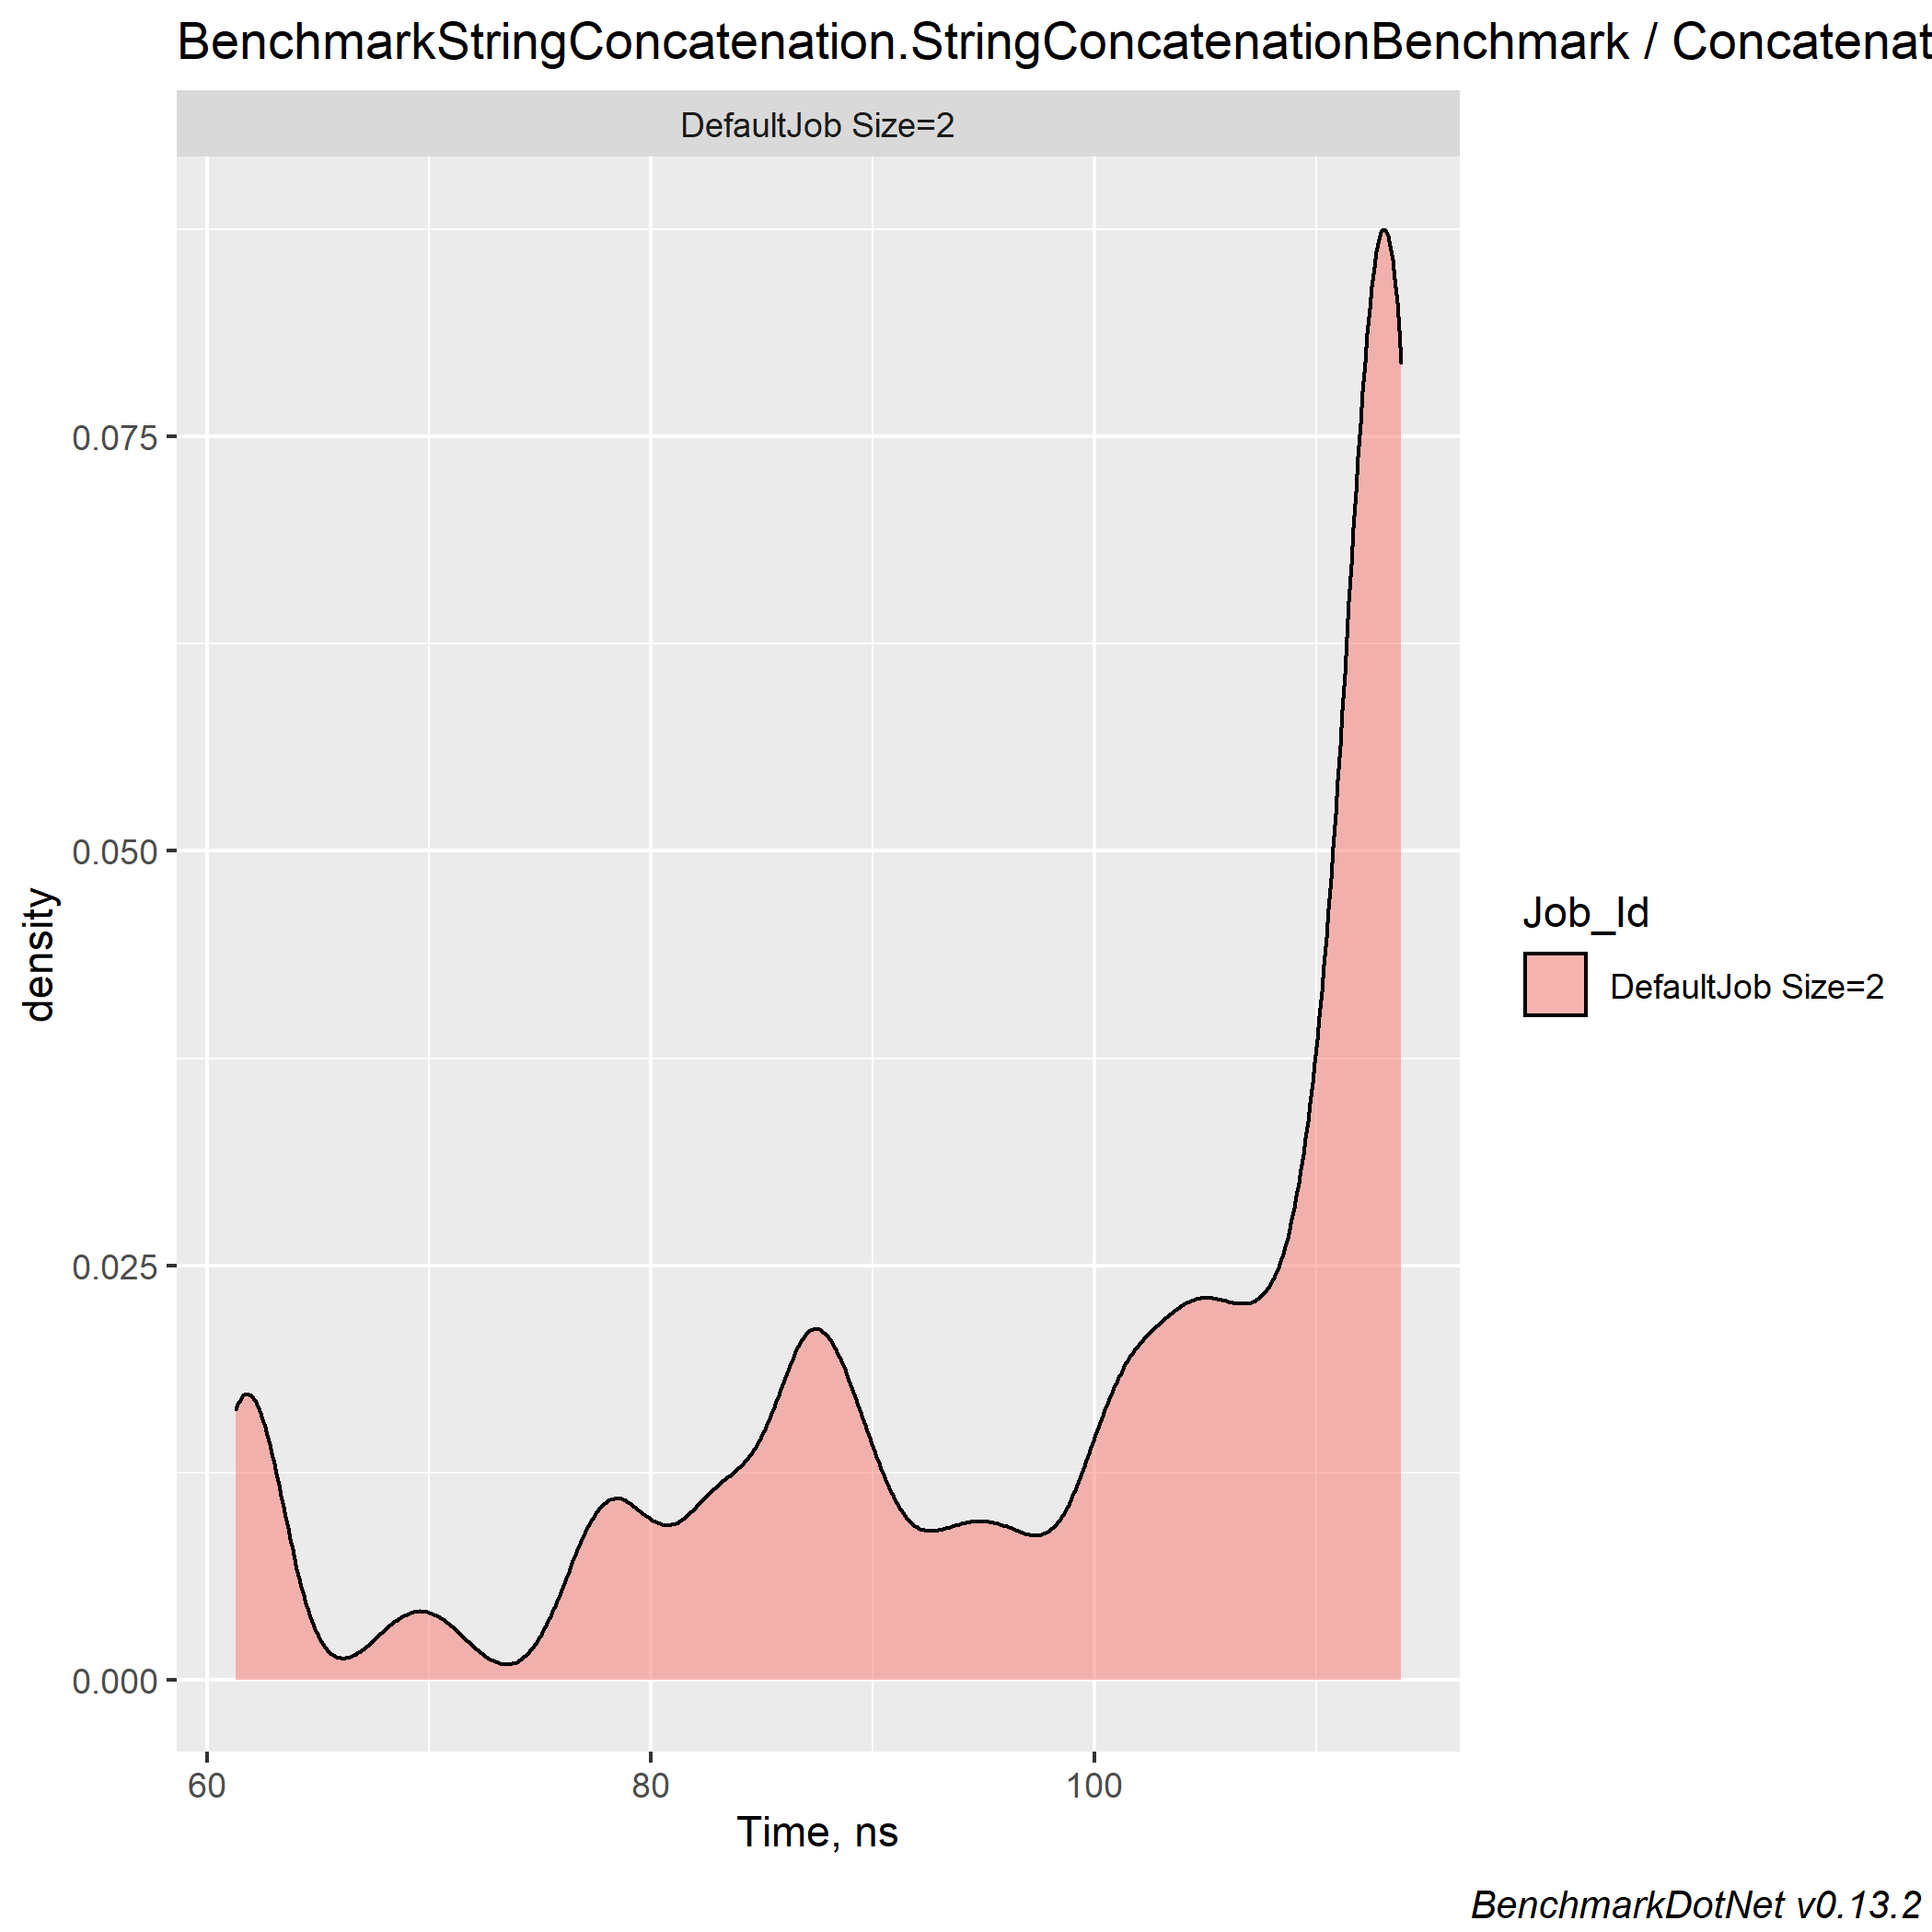 BenchmarkStringConcatenation.StringConcatenationBenchmark / Concatenat
DefaultJob Size=2
0.075
0.050
0.025
0.000
density
60 80 100
Time, ns
Job_Id
DefaultJob Size=2
BenchmarkDotNet v0.13.2